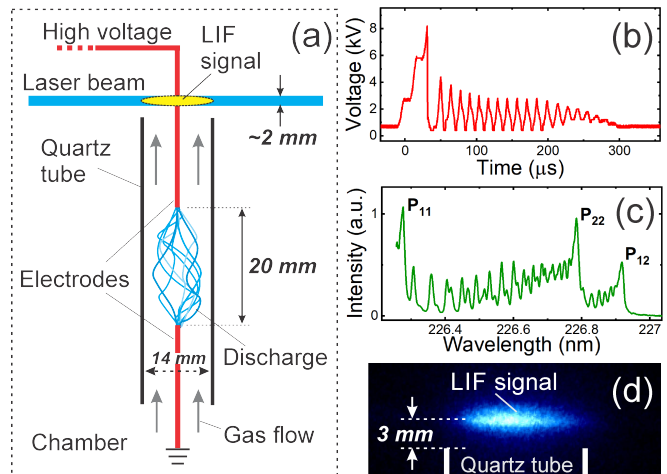 (a)
High voltage
LIF
signal
Laser beam
~2 mm
Quartz
tube
20 mm
Electrodes
14 mm
Discharge
Chamber
Gas flow
(b)
Voltage (kV)
8
6
4
2
0
0
100
200
300
Time (μs)
(c)
Intensity (a.u.)
1
0
P11
P22
P12
226.4
226.6
226.8
227
Wavelength (nm)
(d)
LIF signal
3 mm
Quartz tube